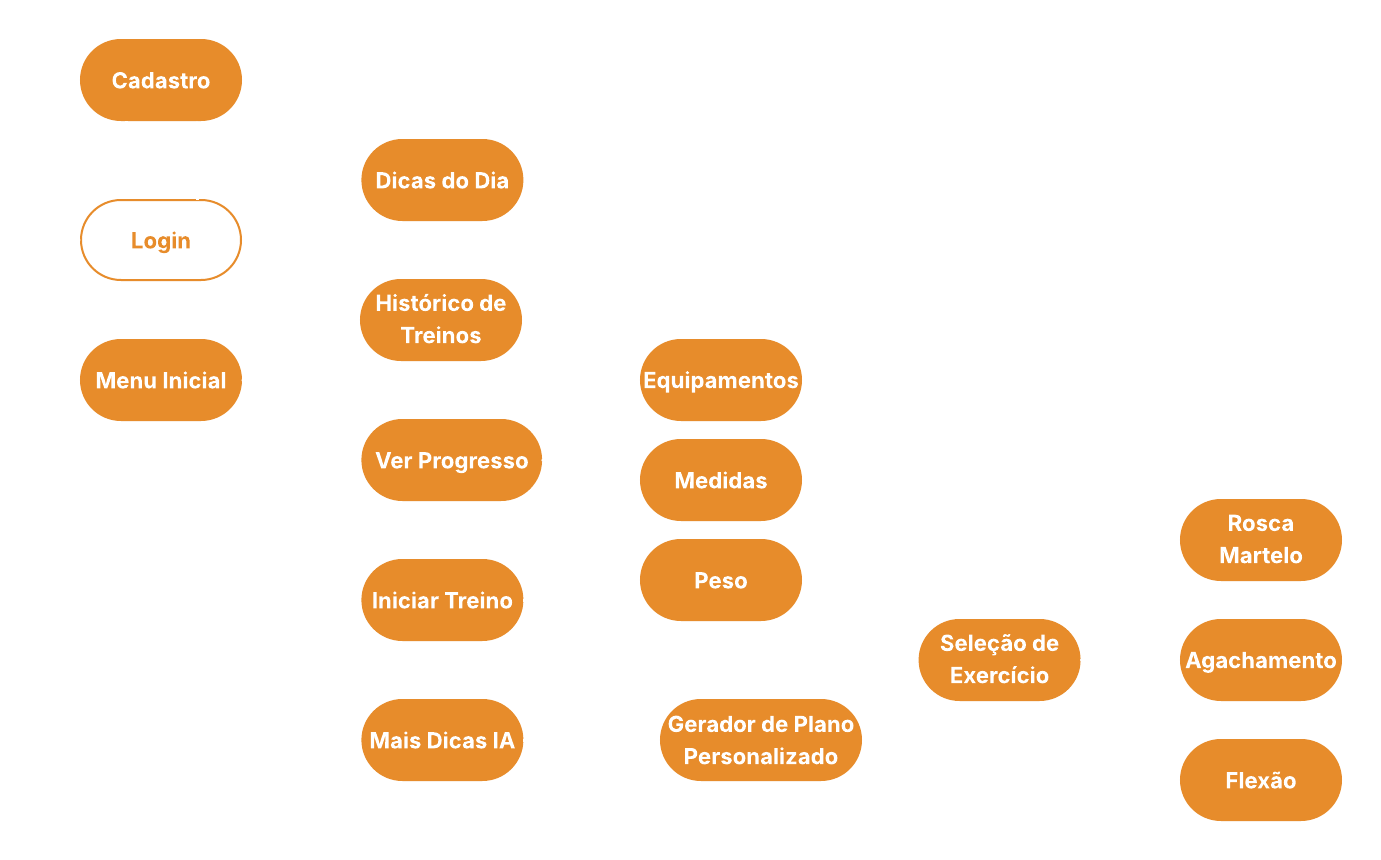 Cadastro
Login
Menu Inicial
Dicas do Dia
Histórico de
Treinos
Ver Progresso
Iniciar Treino
Mais Dicas IA
Equipamentos
Medidas
Peso
Gerador de Plano
Personalizado
Seleção de
Exercício
Rosca
Martelo
Agachamento
Flexão